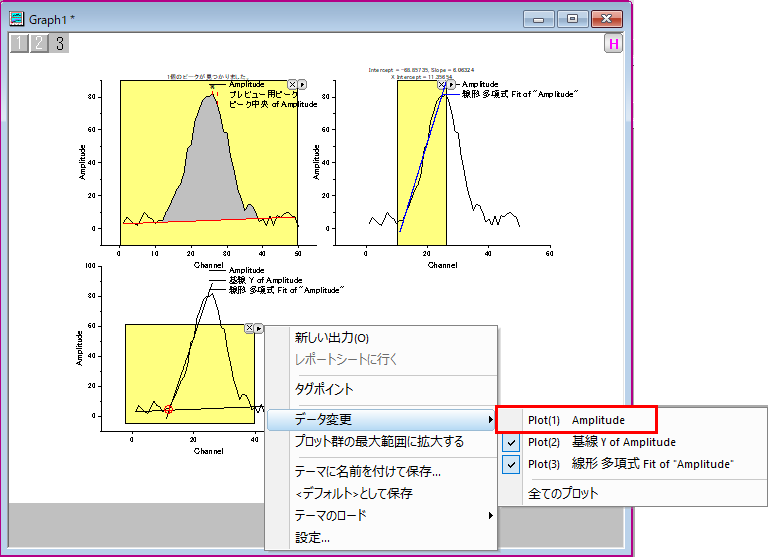 Graph1 *
1 2 3
H
1個のピークが見つかりました。
Amplitude
プレビュー用ピーク
ピーク中央 of Amplitude
80
60
40
20
0
Amplitude
0 10 20 30 40 50
Channel
Intercept = -68.85735, Slope = 6.06324
X Intercept = 11.35654
Amplitude
線形 多項式 Fit of "Amplitude"
80
60
40
20
0
Amplitude
0 20 40 60
Channel
Amplitude
基線 Y of Amplitude
線形 多項式 Fit of "Amplitude"
100
80
60
40
20
0
Amplitude
0 20 40
Channel
新しい出力(O)
レポートシートに行く
タグポイント
データ変更
プロット群の最大範囲に拡大する
テーマに名前を付けて保存...
<デフォルト>として保存
テーマのロード
設定...
Plot(1) Amplitude
Plot(2) 基線 Y of Amplitude
Plot(3) 線形 多項式 Fit of "Amplitude"
全てのプロット